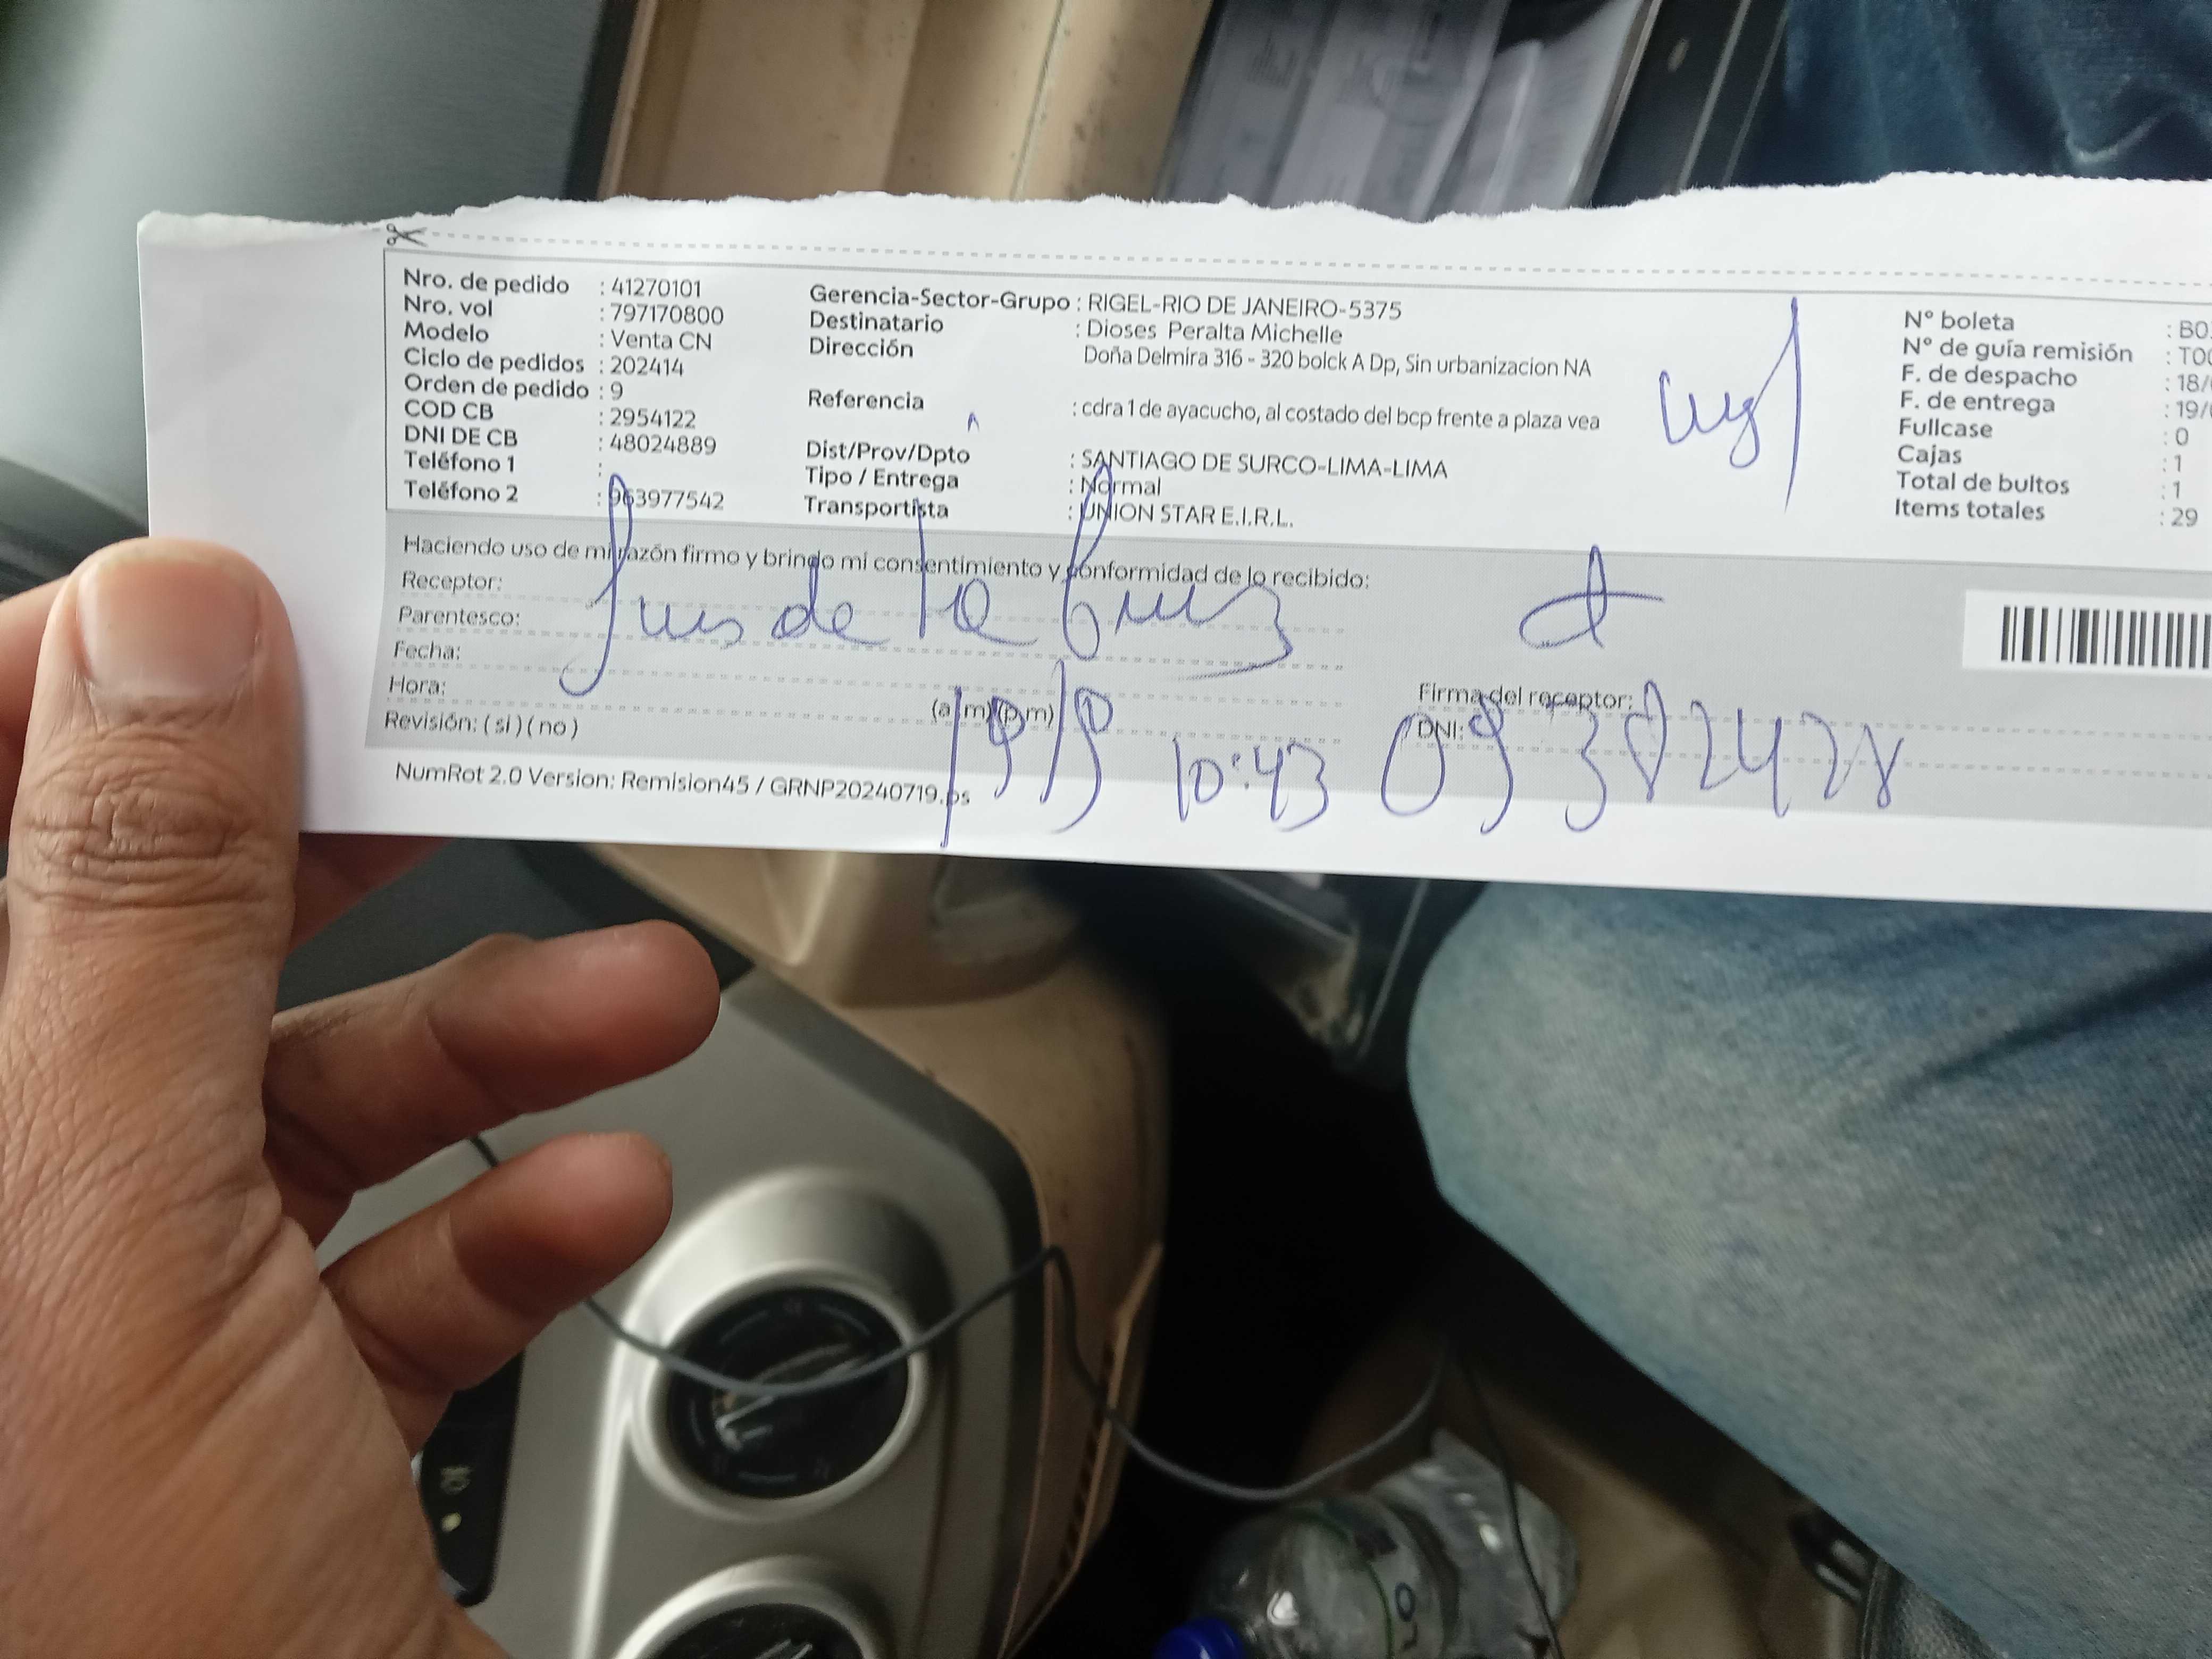 Nro. de pedido : 41270101
Nro. vol : 797170800
Modelo : Venta CN
Ciclo de pedidos : 202414
Orden de pedido : 9
COD CB : 2954122
DNI DE CB : 48024889
Teléfono 1 :
Teléfono 2 : 963977542
Gerencia-Sector-Grupo : RIGEL-RIO DE JANEIRO-5375
Destinatario : Dioses Peralta Michelle
Dirección Doña Delmira 316 - 320 bolck A Dp, Sin urbanizacion NA
Referencia : cdra 1 de ayacucho, al costado del bcp frente a plaza vea
Dist/Prov/Dpto : SANTIAGO DE SURCO-LIMA-LIMA
Tipo / Entrega : Normal
Transportista : UNION STAR E.I.R.L.
N° boleta : B0
N° de guía remisión : T00
F. de despacho : 18/
F. de entrega : 19/
Fullcase : 0
Cajas : 1
Total de bultos : 1
Items totales : 29
Haciendo uso de mi razón firmo y brindo mi consentimiento y conformidad de lo recibido:
Receptor:
Luis de la Cruz
Parentesco:
Fecha:
Hora: (a.m)(p.m)
10:43
Revisión: (si) (no)
Firma del receptor:
DNI:
NumRot 2.0 Version: Remision45 / GRNP20240719.ps